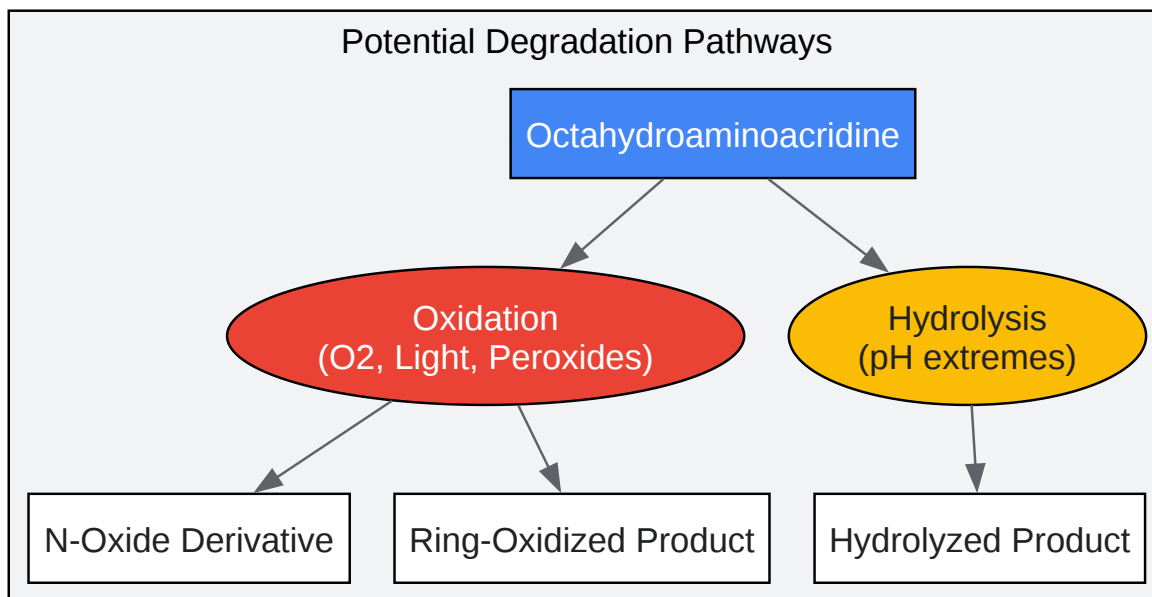 Potential Degradation Pathways
Octahydroaminoacridine
Oxidation
(O2, Light, Peroxides)
Hydrolysis
(pH extremes)
N-Oxide Derivative
Ring-Oxidized Product
Hydrolyzed Product